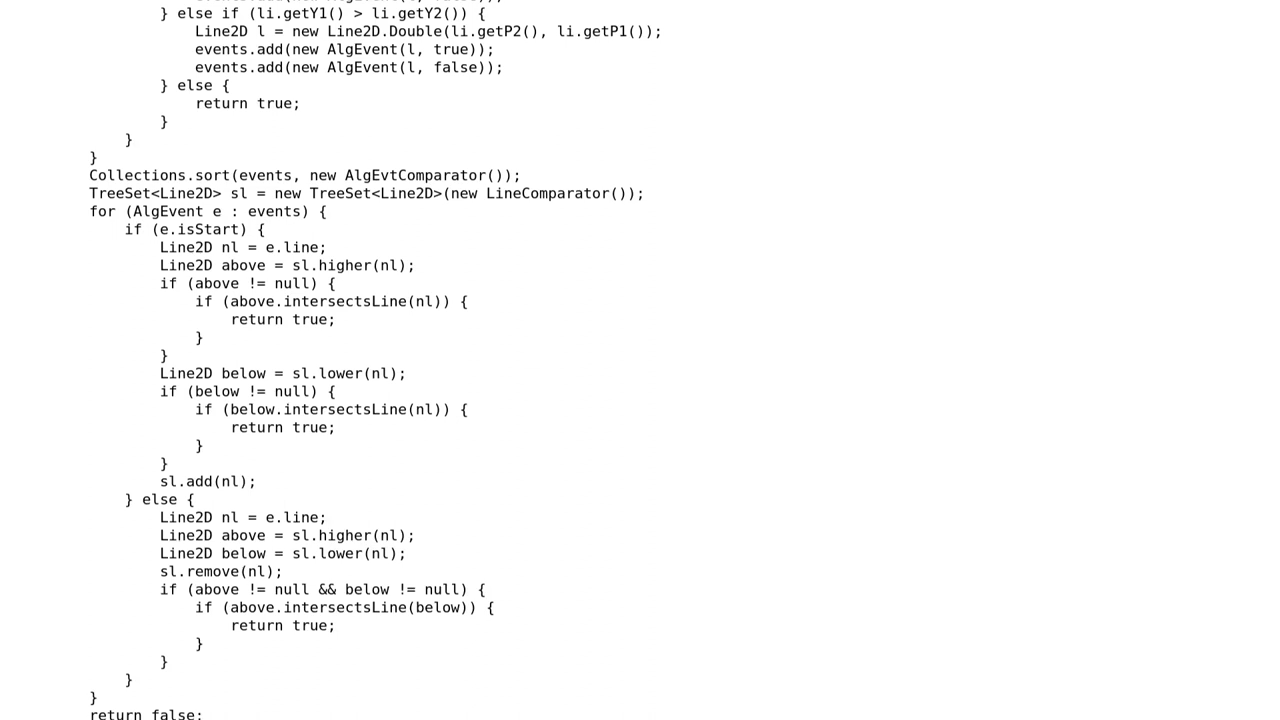 } else if (li.getY1() > li.getY2()) {
Line2D l = new Line2D.Double(li.getP2(), li.getP1());
events.add(new AlgEvent(l, true));
events.add(new AlgEvent(l, false));
} else {
return true;
}
}
}
Collections.sort(events, new AlgEvtComparator());
TreeSet<Line2D> sl = new TreeSet<Line2D>(new LineComparator());
for (AlgEvent e : events) {
if (e.isStart) {
Line2D nl = e.line;
Line2D above = sl.higher(nl);
if (above != null) {
if (above.intersectsLine(nl)) {
return true;
}
}
Line2D below = sl.lower(nl);
if (below != null) {
if (below.intersectsLine(nl)) {
return true;
}
}
sl.add(nl);
} else {
Line2D nl = e.line;
Line2D above = sl.higher(nl);
Line2D below = sl.lower(nl);
sl.remove(nl);
if (above != null && below != null) {
if (above.intersectsLine(below)) {
return true;
}
}
}
}
return false;